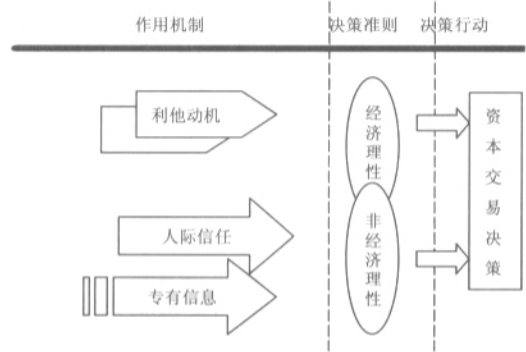 作用机制
决策准则
决策行动
利他动机
人际信任
专有信息
经济理性
非经济理性
资本交易决策